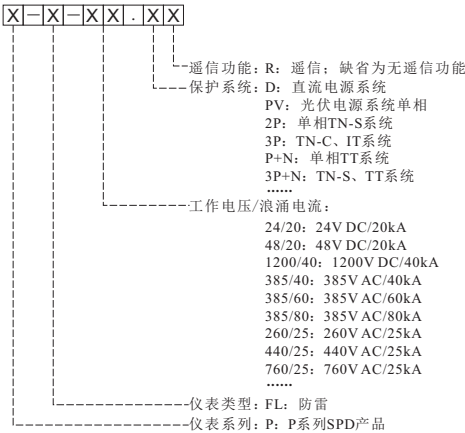 X-X-XX.XX
遥信功能：R：遥信；缺省为无遥信功能
保护系统：D：直流电源系统
PV：光伏电源系统单相
2P：单相TN-S系统
3P：TN-C、IT系统
P+N：单相TT系统
3P+N：TN-S、TT系统
······
工作电压/浪涌电流：
24/20：24V DC/20kA
48/20：48V DC/20kA
1200/40：1200V DC/40kA
385/40：385V AC/40kA
385/60：385V AC/60kA
385/80：385V AC/80kA
260/25：260V AC/25kA
440/25：440V AC/25kA
760/25：760V AC/25kA
······
仪表类型：FL：防雷
仪表系列：P：P系列SPD产品